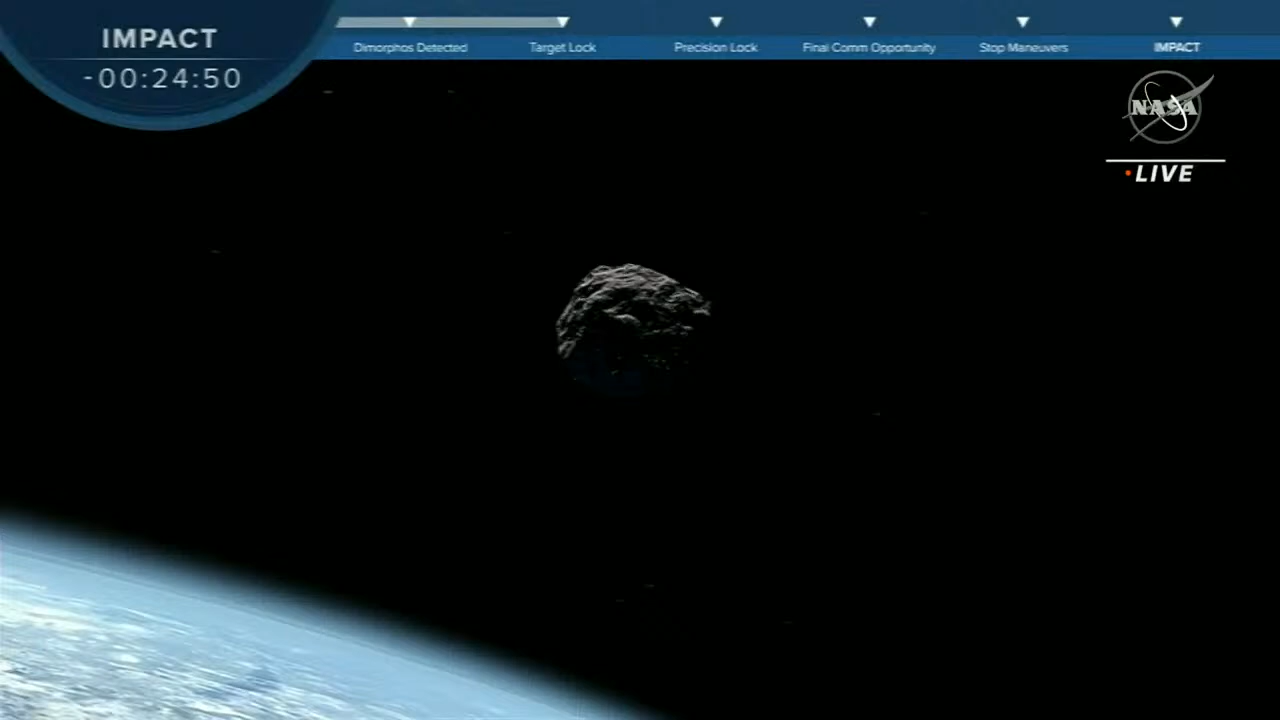 IMPACT
-00:24:50
Dimorphos Detected
Target Lock
Precision Lock
Final Comm Opportunity
Stop Maneuvers
IMPACT
NASA
LIVE